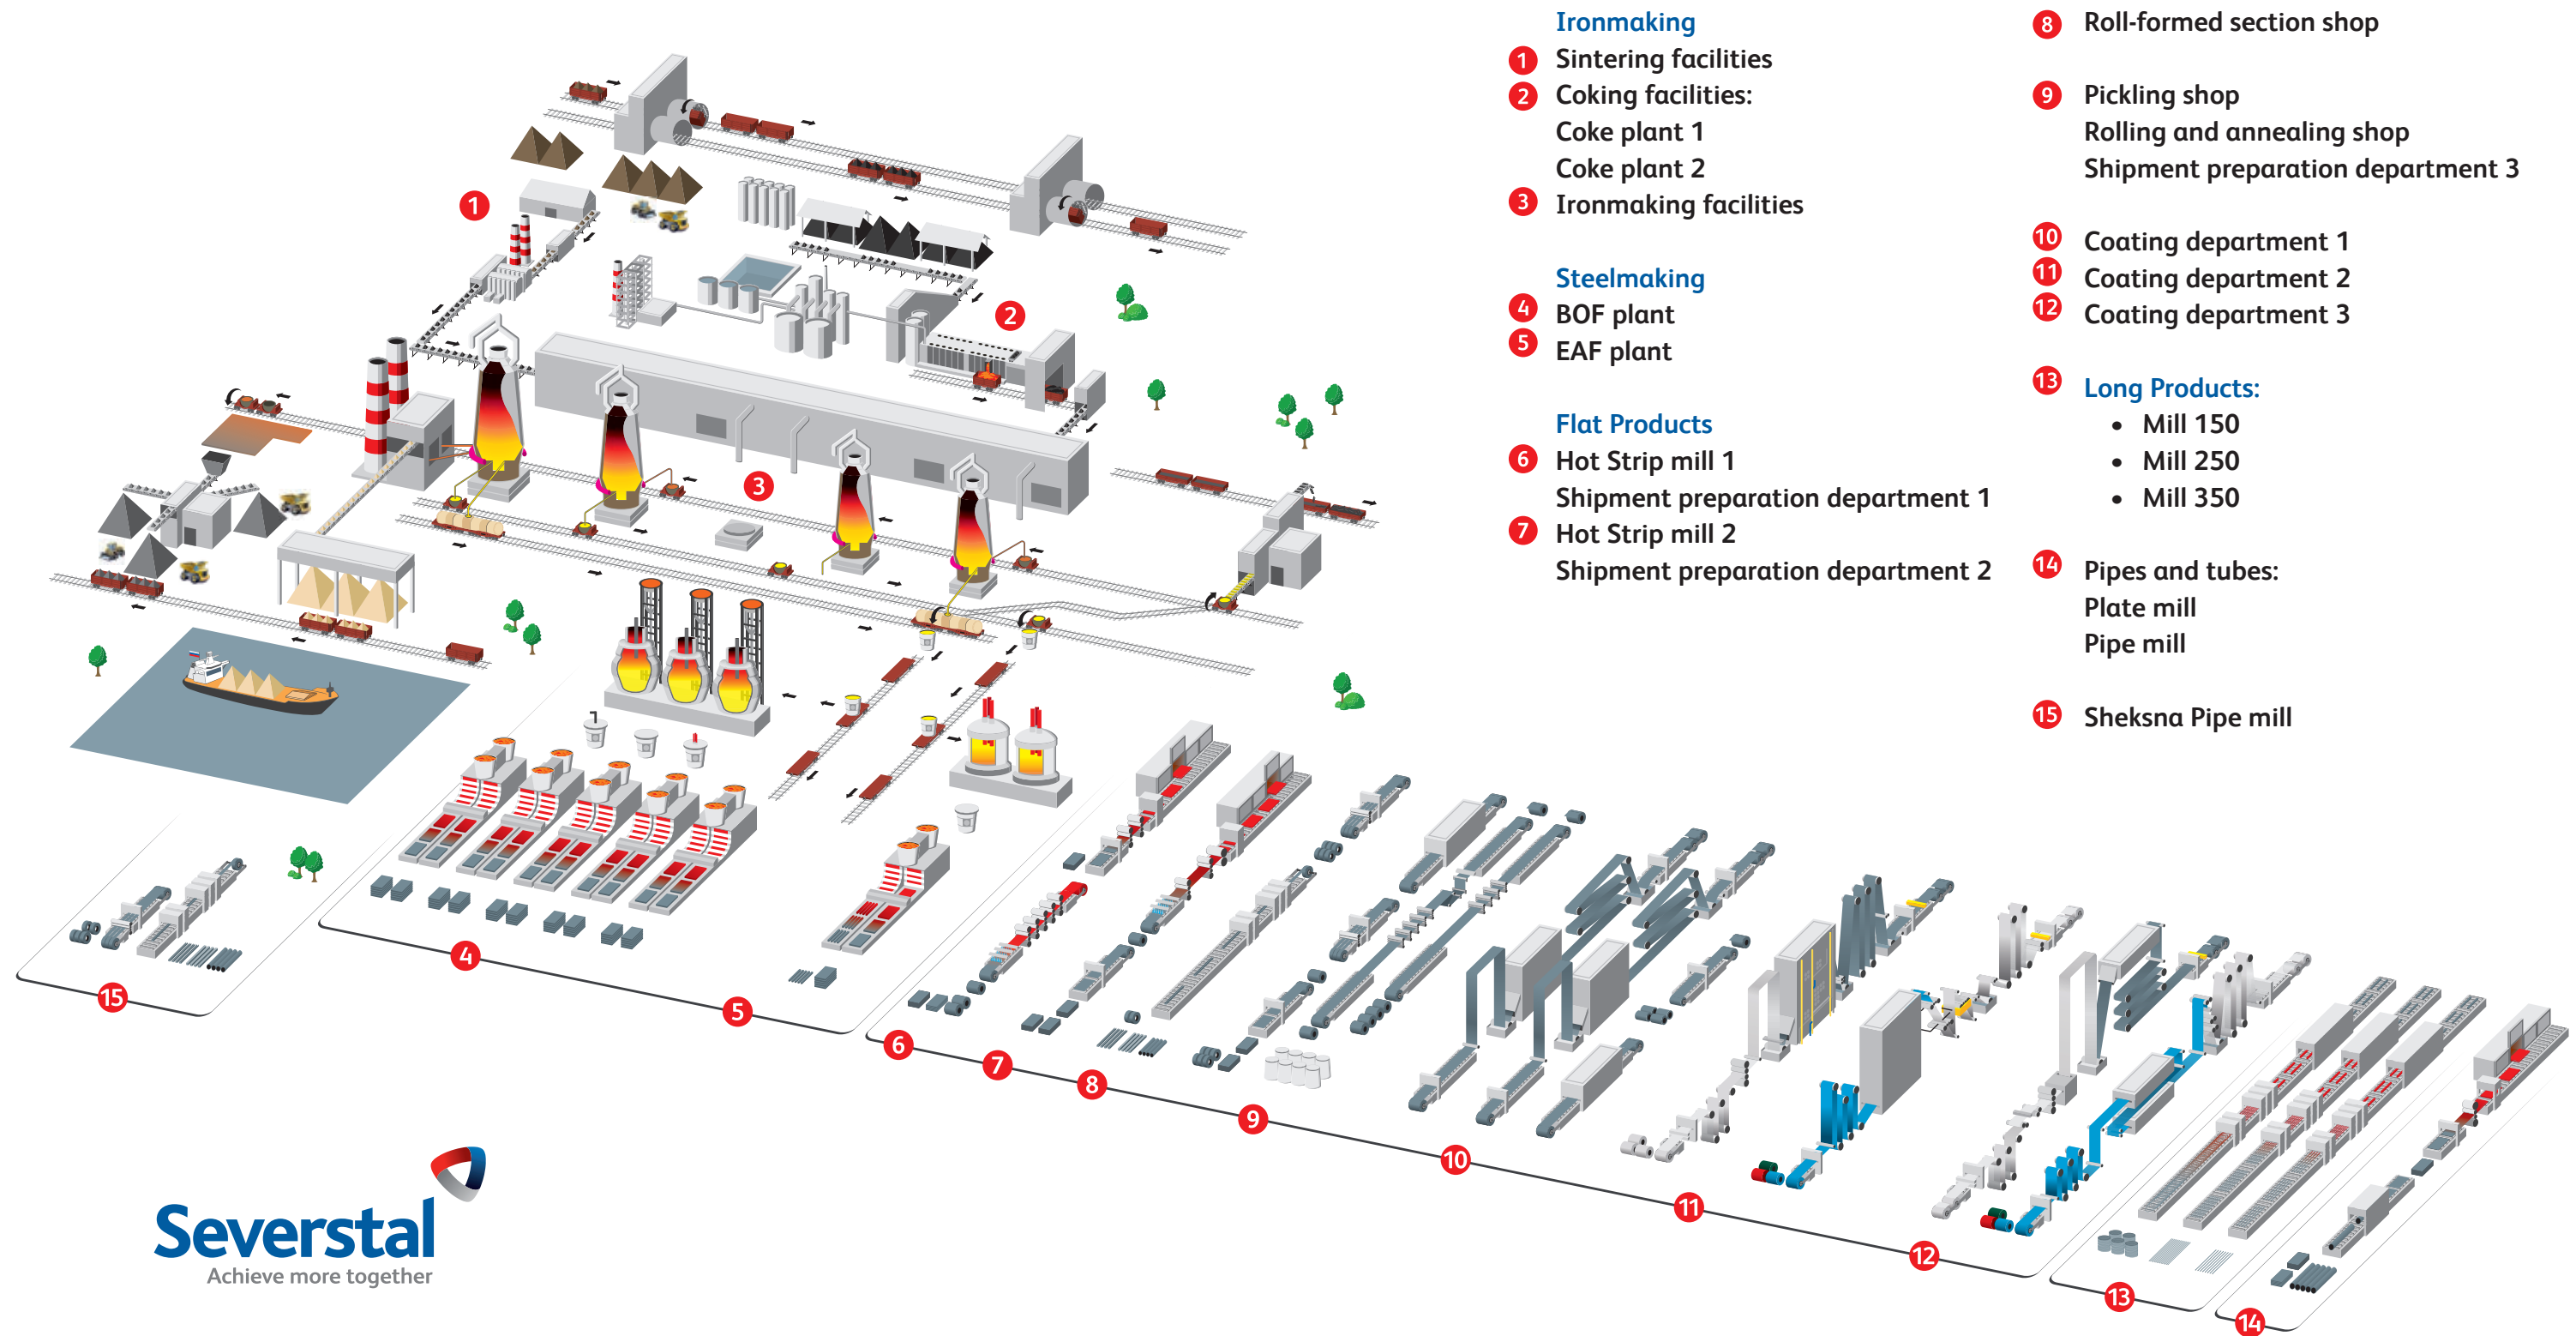 Ironmaking
1 Sintering facilities
2 Coking facilities:
Coke plant 1
Coke plant 2
3 Ironmaking facilities
Steelmaking
4 BOF plant
5 EAF plant
Flat Products
6 Hot Strip mill 1
Shipment preparation department 1
7 Hot Strip mill 2
Shipment preparation department 2
8 Roll-formed section shop
9 Pickling shop
Rolling and annealing shop
Shipment preparation department 3
10 Coating department 1
11 Coating department 2
12 Coating department 3
13 Long Products:
• Mill 150
• Mill 250
• Mill 350
14 Pipes and tubes:
Plate mill
Pipe mill
15 Sheksna Pipe mill
1
2
3
4
5
6
7
8
9
10
11
12
13
14
15
Severstal
Achieve more together